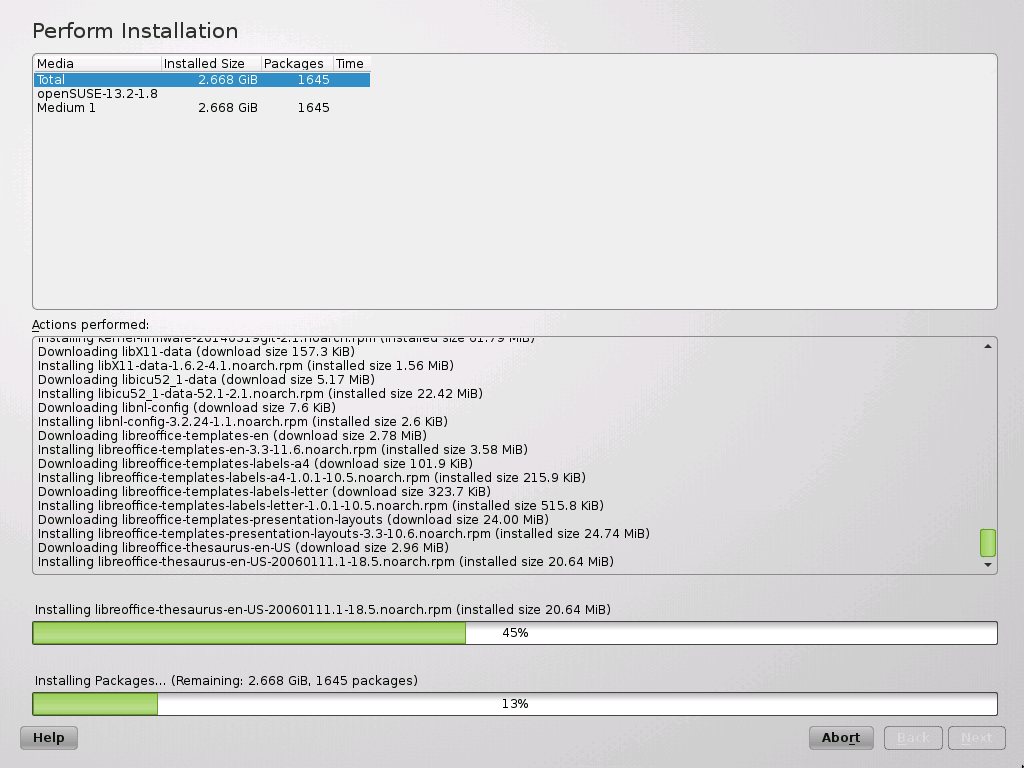 Perform Installation
Media Installed Size Packages Time
Total 2.668 GiB 1645
openSUSE-13.2-1.8
Medium 1 2.668 GiB 1645
Actions performed:
Installing kernel-firmware-20140319git-2.1.noarch.rpm (installed size 61.79 MiB)
Downloading libX11-data (download size 157.3 KiB)
Installing libX11-data-1.6.2-4.1.noarch.rpm (installed size 1.56 MiB)
Downloading libicu52_1-data (download size 5.17 MiB)
Installing libicu52_1-data-52.1-2.1.noarch.rpm (installed size 22.42 MiB)
Downloading libnl-config (download size 7.6 KiB)
Installing libnl-config-3.2.24-1.1.noarch.rpm (installed size 2.6 KiB)
Downloading libreoffice-templates-en (download size 2.78 MiB)
Installing libreoffice-templates-en-3.3-11.6.noarch.rpm (installed size 3.58 MiB)
Downloading libreoffice-templates-labels-a4 (download size 101.9 KiB)
Installing libreoffice-templates-labels-a4-1.0.1-10.5.noarch.rpm (installed size 215.9 KiB)
Downloading libreoffice-templates-labels-letter (download size 323.7 KiB)
Installing libreoffice-templates-labels-letter-1.0.1-10.5.noarch.rpm (installed size 515.8 KiB)
Downloading libreoffice-templates-presentation-layouts (download size 24.00 MiB)
Installing libreoffice-templates-presentation-layouts-3.3-10.6.noarch.rpm (installed size 24.74 MiB)
Downloading libreoffice-thesaurus-en-US (download size 2.96 MiB)
Installing libreoffice-thesaurus-en-US-20060111.1-18.5.noarch.rpm (installed size 20.64 MiB)
Installing libreoffice-thesaurus-en-US-20060111.1-18.5.noarch.rpm (installed size 20.64 MiB)
45%
Installing Packages... (Remaining: 2.668 GiB, 1645 packages)
13%
Help Abort Back Next